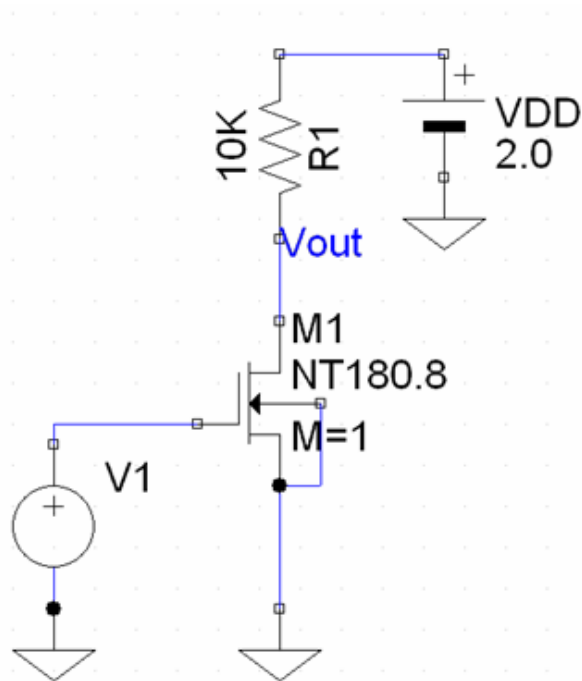 10K
R1
+
VDD
2.0
Vout
M1
NT180.8
M=1
V1
+